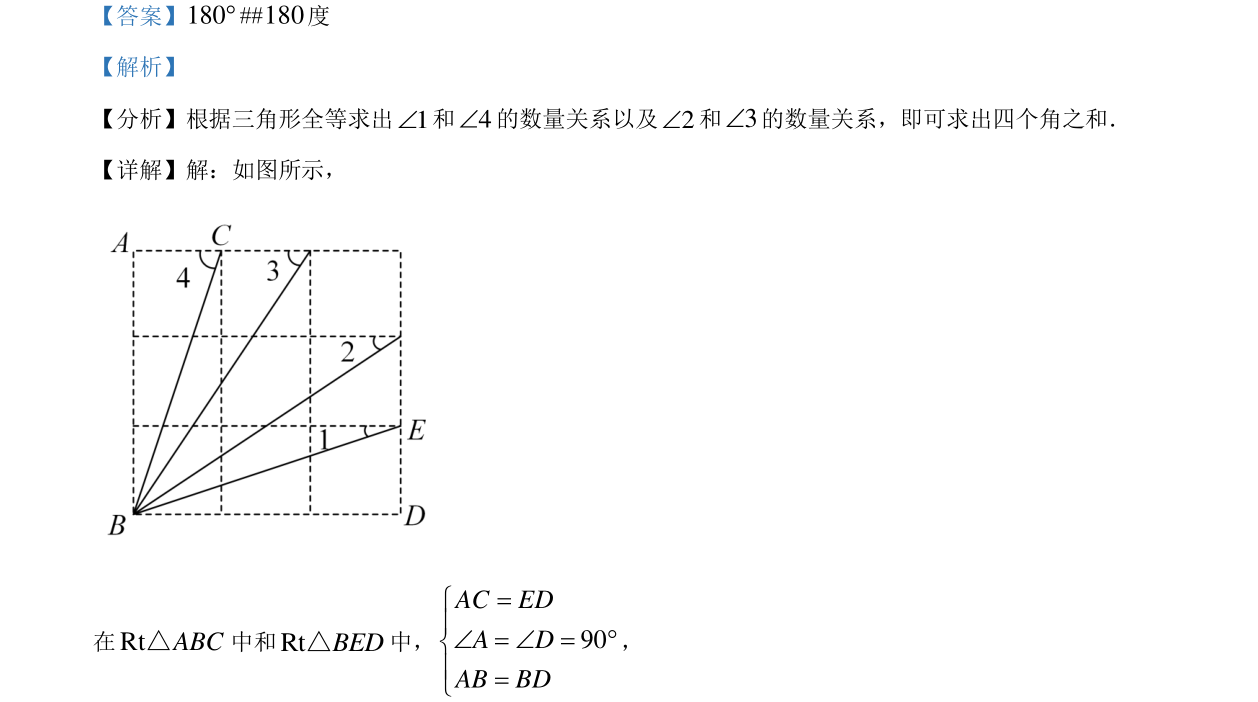 【答案】180°##180度
【解析】
【分析】根据三角形全等求出∠1和∠4的数量关系以及∠2和∠3的数量关系，即可求出四个角之和．
【详解】解：如图所示，
A C
4 3
2
1 E
B D
在Rt△ABC中和Rt△BED中，{AC=ED
∠A=∠D=90°，
AB=BD